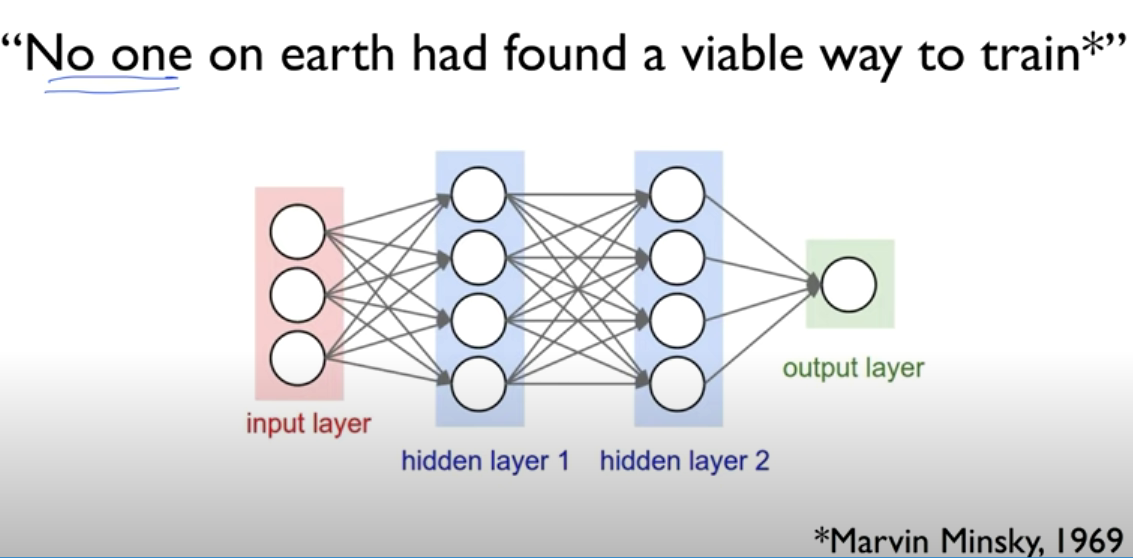 “No one on earth had found a viable way to train*”
input layer
hidden layer 1
hidden layer 2
output layer
*Marvin Minsky, 1969